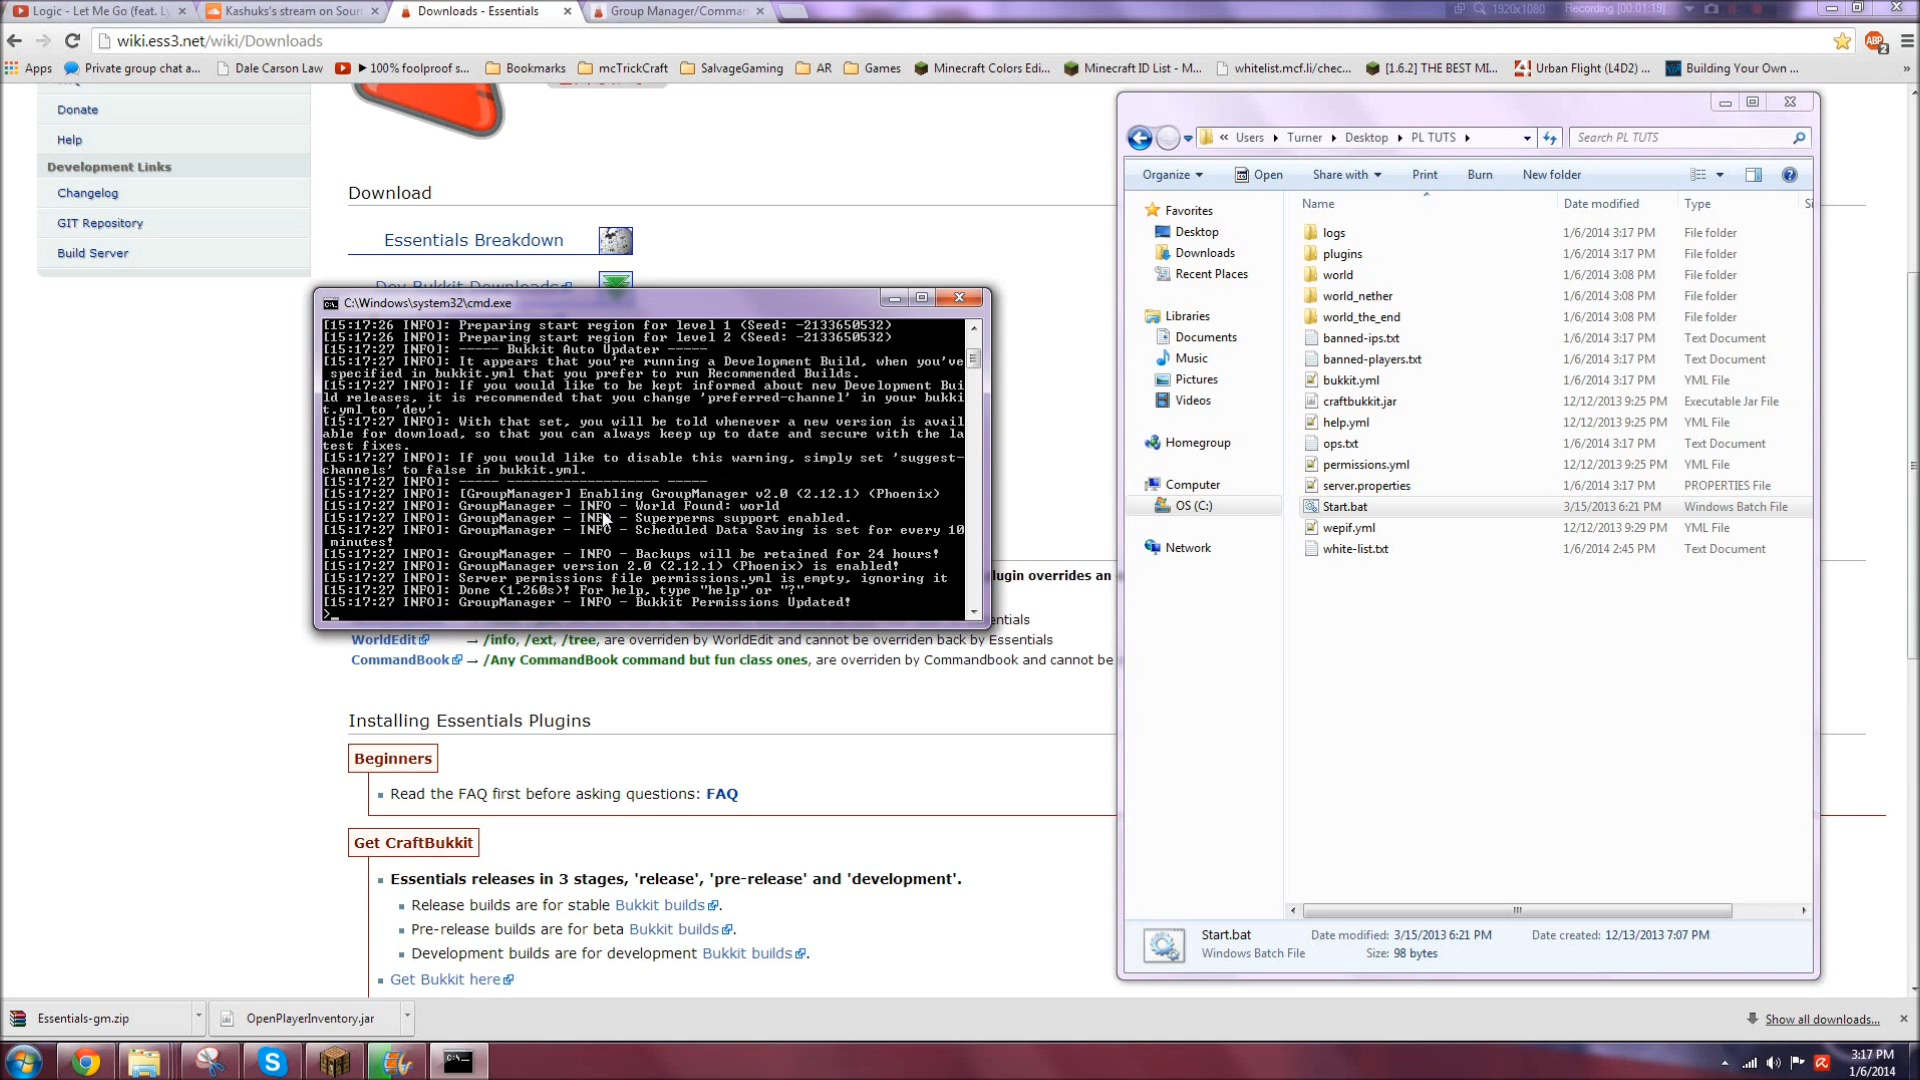 Logic - Let Me Go (feat. L
Kashuks's stream on Soun
Downloads - Essentials
Group Manager/Comman
1920x1080
Recording [00:01:19]
wiki.ess3.net/wiki/Downloads
Apps
Private group chat a...
Dale Carson Law
100% foolproof s...
Bookmarks
mcTrickCraft
SalvageGaming
AR
Games
Minecraft Colors Edi...
Minecraft ID List - M...
whitelist.mcf.li/chec...
[1.6.2] THE BEST MI...
Urban Flight (L4D2) ...
Building Your Own ...
»
ABP
2
Donate
Help
Development Links
Changelog
GIT Repository
Build Server
Download
Essentials Breakdown
Dev Bukkit Downloads
C:\Windows\system32\cmd.exe
[15:17:26 INFO]: Preparing start region for level 1 (Seed: -2133650532)
[15:17:26 INFO]: Preparing start region for level 2 (Seed: -2133650532)
[15:17:27 INFO]: ----- Bukkit Auto Updater -----
[15:17:27 INFO]: It appears that you're running a Development Build, when you've
 specified in bukkit.yml that you prefer to run Recommended Builds.
[15:17:27 INFO]: If you would like to be kept informed about new Development Bui
ld releases, it is recommended that you change 'preferred-channel' in your bukki
t.yml to 'dev'.
[15:17:27 INFO]: With that set, you will be told whenever a new version is avail
able for download, so that you can always keep up to date and secure with the la
test fixes.
[15:17:27 INFO]: If you would like to disable this warning, simply set 'suggest-
channels' to false in bukkit.yml.
[15:17:27 INFO]: ----- ------------------- -----
[15:17:27 INFO]: [GroupManager] Enabling GroupManager v2.0 (2.12.1) (Phoenix)
[15:17:27 INFO]: GroupManager - INFO - World Found: world
[15:17:27 INFO]: GroupManager - INFO - Superperms support enabled.
[15:17:27 INFO]: GroupManager - INFO - Scheduled Data Saving is set for every 10
 minutes!
[15:17:27 INFO]: GroupManager - INFO - Backups will be retained for 24 hours!
[15:17:27 INFO]: GroupManager version 2.0 (2.12.1) (Phoenix) is enabled!
[15:17:27 INFO]: Server permissions file permissions.yml is empty, ignoring it
[15:17:27 INFO]: Done (1.260s)! For help, type "help" or "?"
[15:17:27 INFO]: GroupManager - INFO - Bukkit Permissions Updated!
>_
lugin overrides an
entials
WorldEdit → /info, /ext, /tree, are overriden by WorldEdit and cannot be overriden back by Essentials
CommandBook → /Any CommandBook command but fun class ones, are overriden by Commandbook and cannot be
Installing Essentials Plugins
Beginners
Read the FAQ first before asking questions: FAQ
Get CraftBukkit
Essentials releases in 3 stages, 'release', 'pre-release' and 'development'.
Release builds are for stable Bukkit builds.
Pre-release builds are for beta Bukkit builds.
Development builds are for development Bukkit builds.
Get Bukkit here
« Users Turner Desktop PL TUTS
Search PL TUTS
Organize Open Share with Print Burn New folder
Favorites
Desktop
Downloads
Recent Places
Libraries
Documents
Music
Pictures
Videos
Homegroup
Computer
OS (C:)
Network
Name Date modified Type Si
logs 1/6/2014 3:17 PM File folder
plugins 1/6/2014 3:17 PM File folder
world 1/6/2014 3:08 PM File folder
world_nether 1/6/2014 3:08 PM File folder
world_the_end 1/6/2014 3:08 PM File folder
banned-ips.txt 1/6/2014 3:17 PM Text Document
banned-players.txt 1/6/2014 3:17 PM Text Document
bukkit.yml 1/6/2014 3:17 PM YML File
craftbukkit.jar 12/12/2013 9:25 PM Executable Jar File
help.yml 12/12/2013 9:25 PM YML File
ops.txt 1/6/2014 3:17 PM Text Document
permissions.yml 12/12/2013 9:25 PM YML File
server.properties 1/6/2014 3:17 PM PROPERTIES File
Start.bat 3/15/2013 6:21 PM Windows Batch File
wepif.yml 12/12/2013 9:29 PM YML File
white-list.txt 1/6/2014 2:45 PM Text Document
Start.bat Date modified: 3/15/2013 6:21 PM Date created: 12/13/2013 7:07 PM
Windows Batch File Size: 98 bytes
Essentials-gm.zip
OpenPlayerInventory.jar
Show all downloads...
3:17 PM
1/6/2014